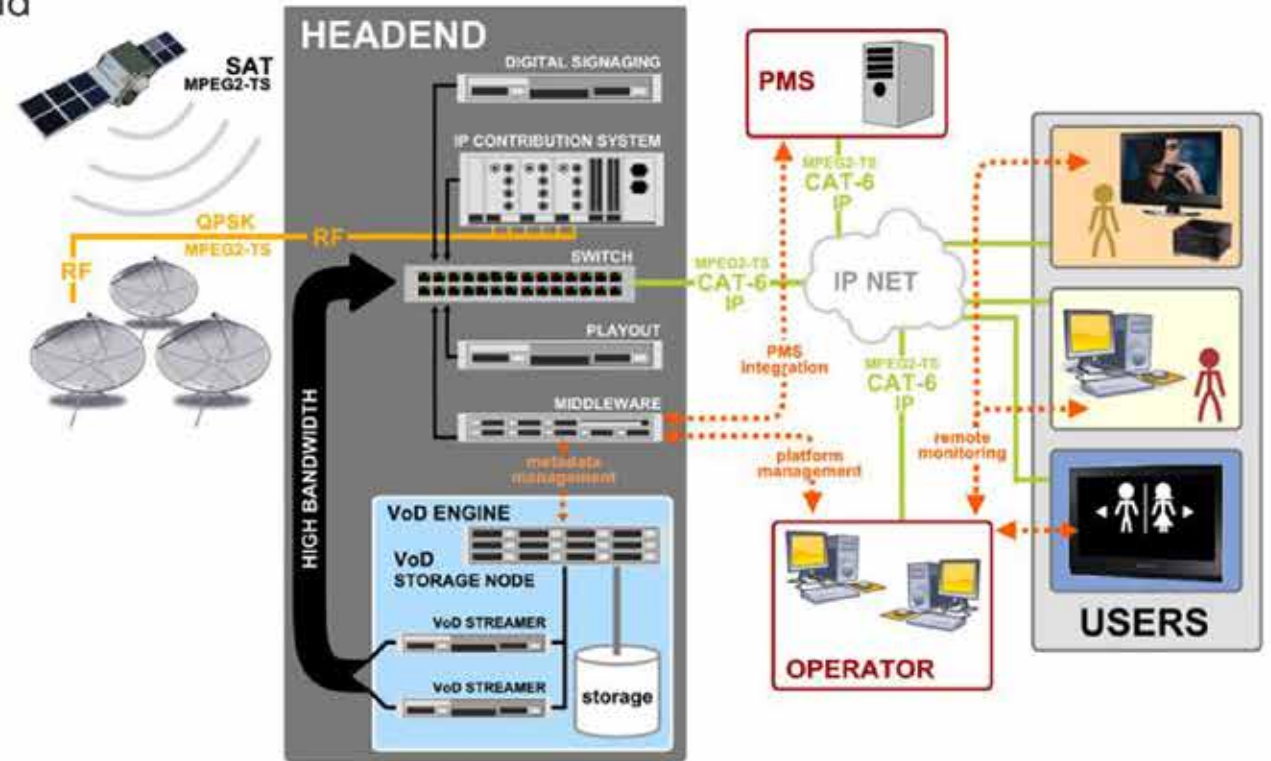 HEADEND
SAT
MPEG2-TS
DIGITAL SIGNAGING
IP CONTRIBUTION SYSTEM
QPSK
MPEG2-TS
RF
RF
SWITCH
PLAYOUT
MIDDLEWARE
metadata
management
HIGH BANDWIDTH
VoD ENGINE
VoD
STORAGE NODE
VoD STREAMER
VoD STREAMER
storage
PMS
MPEG2-TS
CAT-6
IP
MPEG2-TS
CAT-6
IP
IP NET
PMS
integration
MPEG2-TS
CAT-6
IP
platform
management
remote
monitoring
OPERATOR
USERS